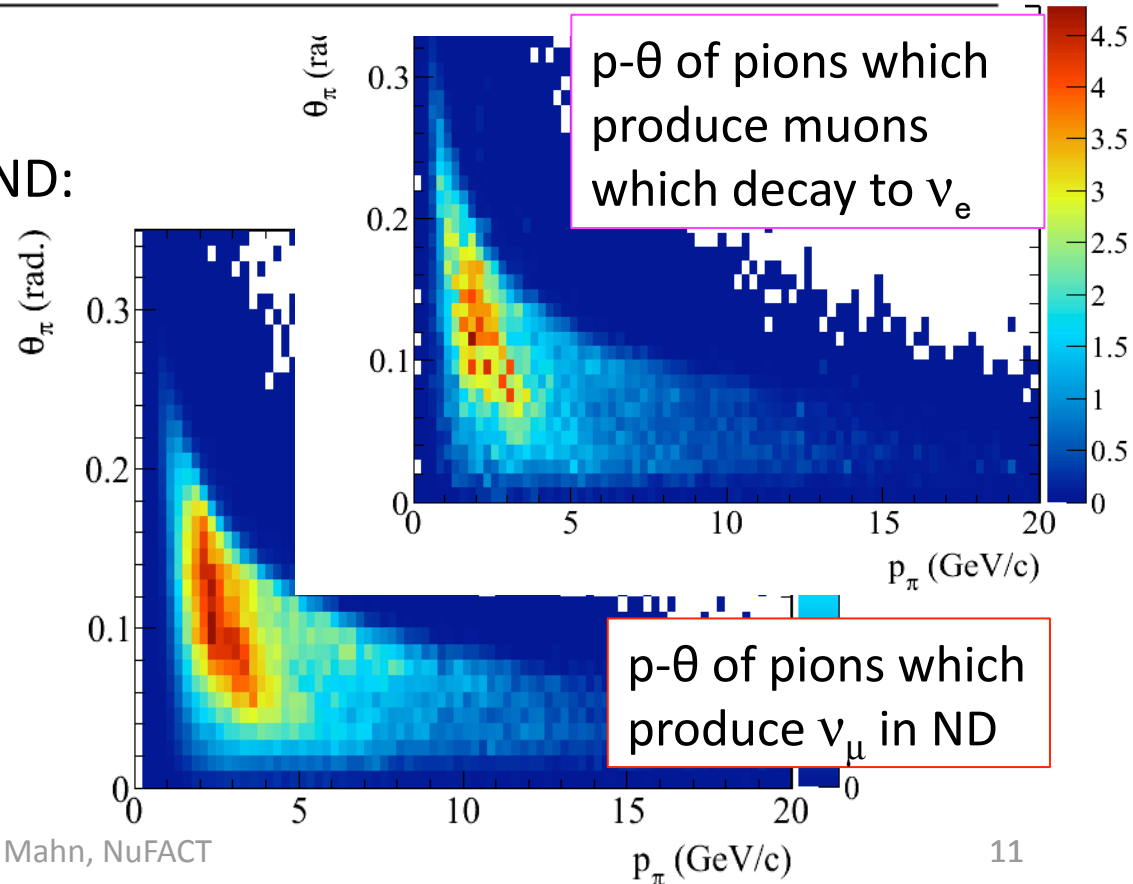 ND:
θπ (ra
0.3
0.2
0.1
0
0
5
10
15
20
pπ (GeV/c)
p-θ of pions which
produce muons
which decay to νe
4.5
4
3.5
3
2.5
2
1.5
1
0.5
0
θπ (rad.)
0.3
0.2
0.1
0
0
5
10
15
20
pπ (GeV/c)
p-θ of pions which
produce νμ in ND
0
Mahn, NuFACT
11